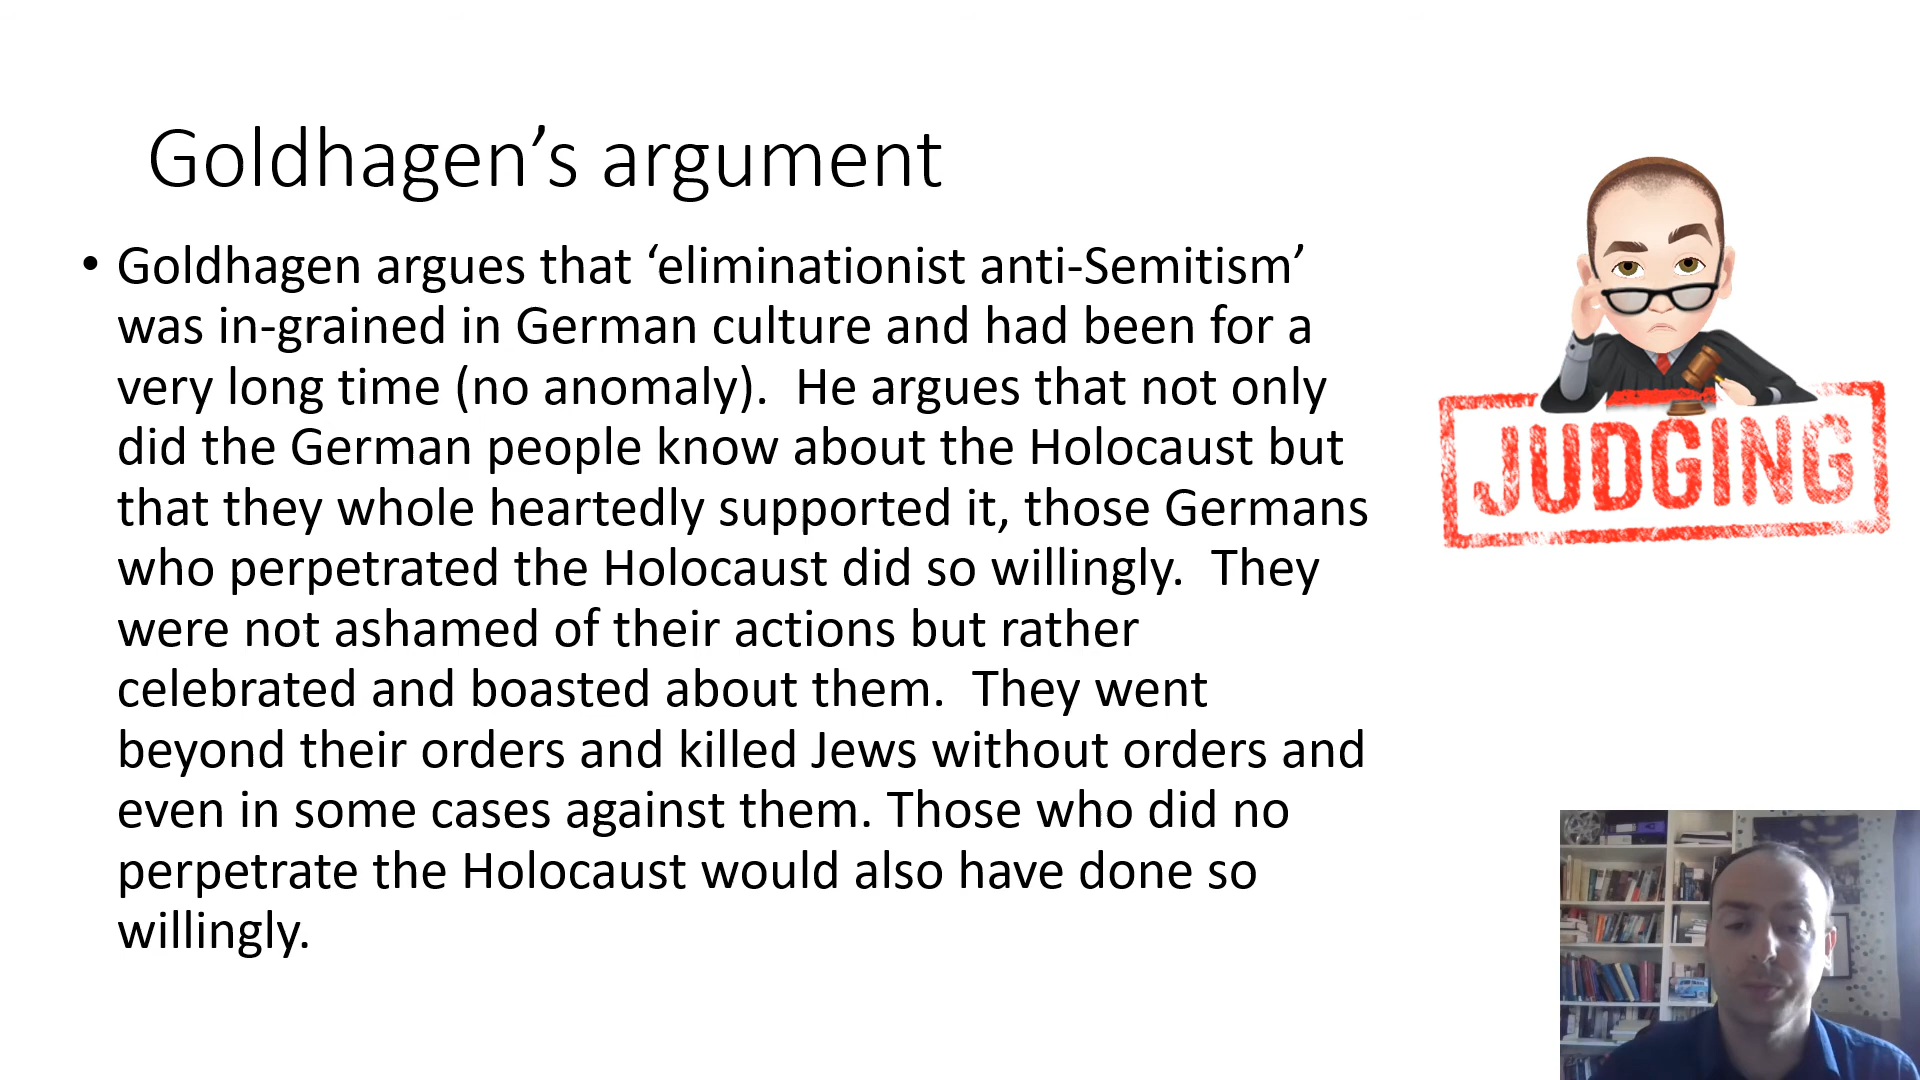 Goldhagen’s argument
• Goldhagen argues that ‘eliminationist anti-Semitism’
was in-grained in German culture and had been for a
very long time (no anomaly).  He argues that not only
did the German people know about the Holocaust but
that they whole heartedly supported it, those Germans
who perpetrated the Holocaust did so willingly.  They
were not ashamed of their actions but rather
celebrated and boasted about them.  They went
beyond their orders and killed Jews without orders and
even in some cases against them. Those who did no
perpetrate the Holocaust would also have done so
willingly.
JUDGING